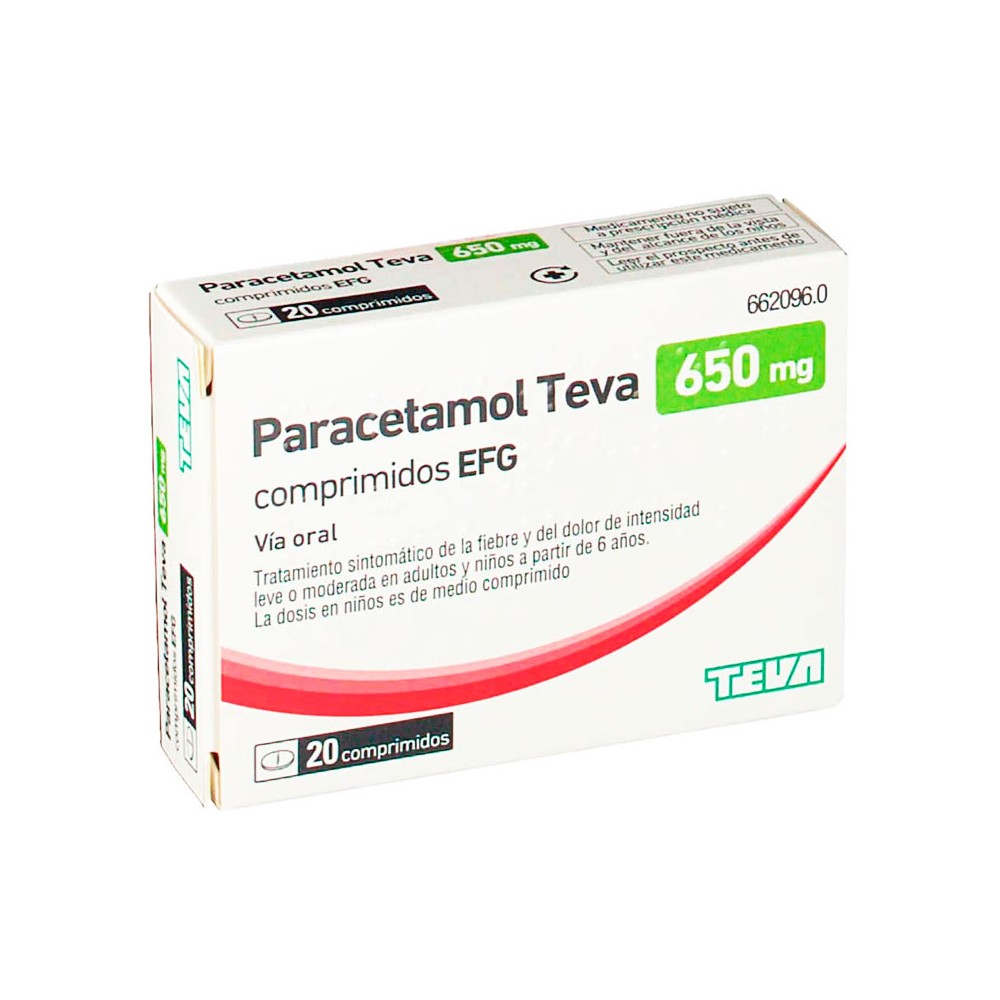 Paracetamol Teva 650 mg
comprimidos EFG
20 comprimidos
Medicamento no sujeto
a prescripción médica
Mantener fuera de la vista
y del alcance de los niños
Leer el prospecto antes de
utilizar este medicamento
662096.0
Paracetamol Teva 650 mg
comprimidos EFG
Vía oral
Tratamiento sintomático de la fiebre y del dolor de intensidad
leve o moderada en adultos y niños a partir de 6 años.
La dosis en niños es de medio comprimido
TEVA
20 comprimidos
TEVA
Paracetamol Teva 650 mg
comprimidos EFG
20 comprimidos